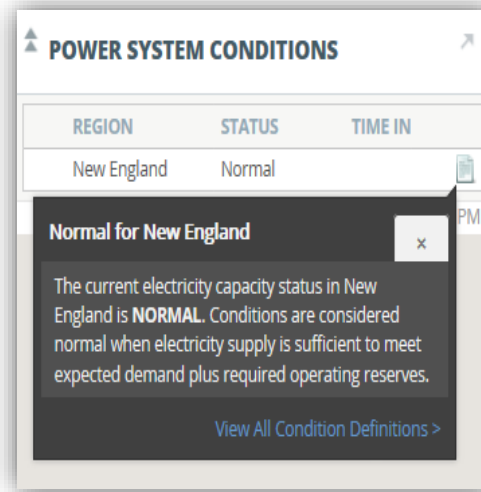 POWER SYSTEM CONDITIONS
REGION STATUS TIME IN
New England Normal
PM
Normal for New England ×
The current electricity capacity status in New
England is NORMAL. Conditions are considered
normal when electricity supply is sufficient to meet
expected demand plus required operating reserves.
View All Condition Definitions >